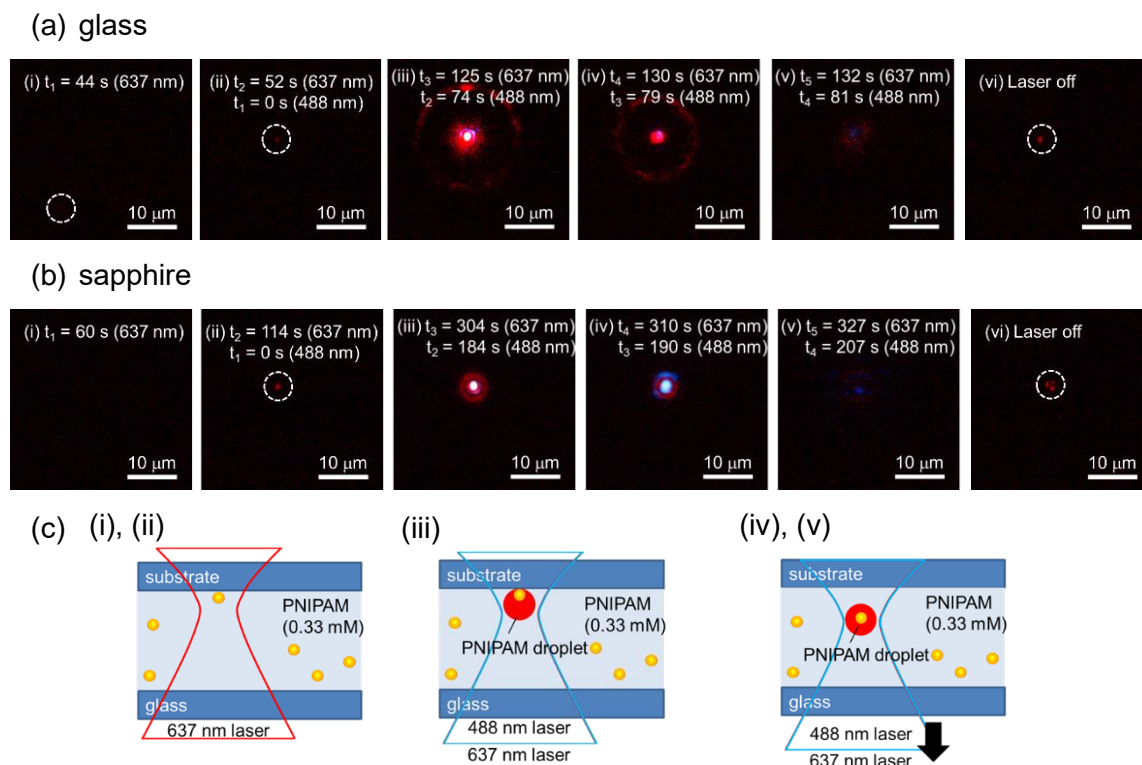 (a) glass
(i) t₁ = 44 s (637 nm)
10 μm
(ii) t₂ = 52 s (637 nm)
t₁ = 0 s (488 nm)
10 μm
(iii) t₃ = 125 s (637 nm)
t₂ = 74 s (488 nm)
10 μm
(iv) t₄ = 130 s (637 nm)
t₃ = 79 s (488 nm)
10 μm
(v) t₅ = 132 s (637 nm)
t₄ = 81 s (488 nm)
10 μm
(vi) Laser off
10 μm
(b) sapphire
(i) t₁ = 60 s (637 nm)
10 μm
(ii) t₂ = 114 s (637 nm)
t₁ = 0 s (488 nm)
10 μm
(iii) t₃ = 304 s (637 nm)
t₂ = 184 s (488 nm)
10 μm
(iv) t₄ = 310 s (637 nm)
t₃ = 190 s (488 nm)
10 μm
(v) t₅ = 327 s (637 nm)
t₄ = 207 s (488 nm)
10 μm
(vi) Laser off
10 μm
(c) (i), (ii)
substrate
PNIPAM
(0.33 mM)
glass
637 nm laser
(iii)
substrate
PNIPAM
(0.33 mM)
PNIPAM droplet
glass
488 nm laser
637 nm laser
(iv), (v)
substrate
PNIPAM
(0.33 mM)
PNIPAM droplet
glass
488 nm laser
637 nm laser